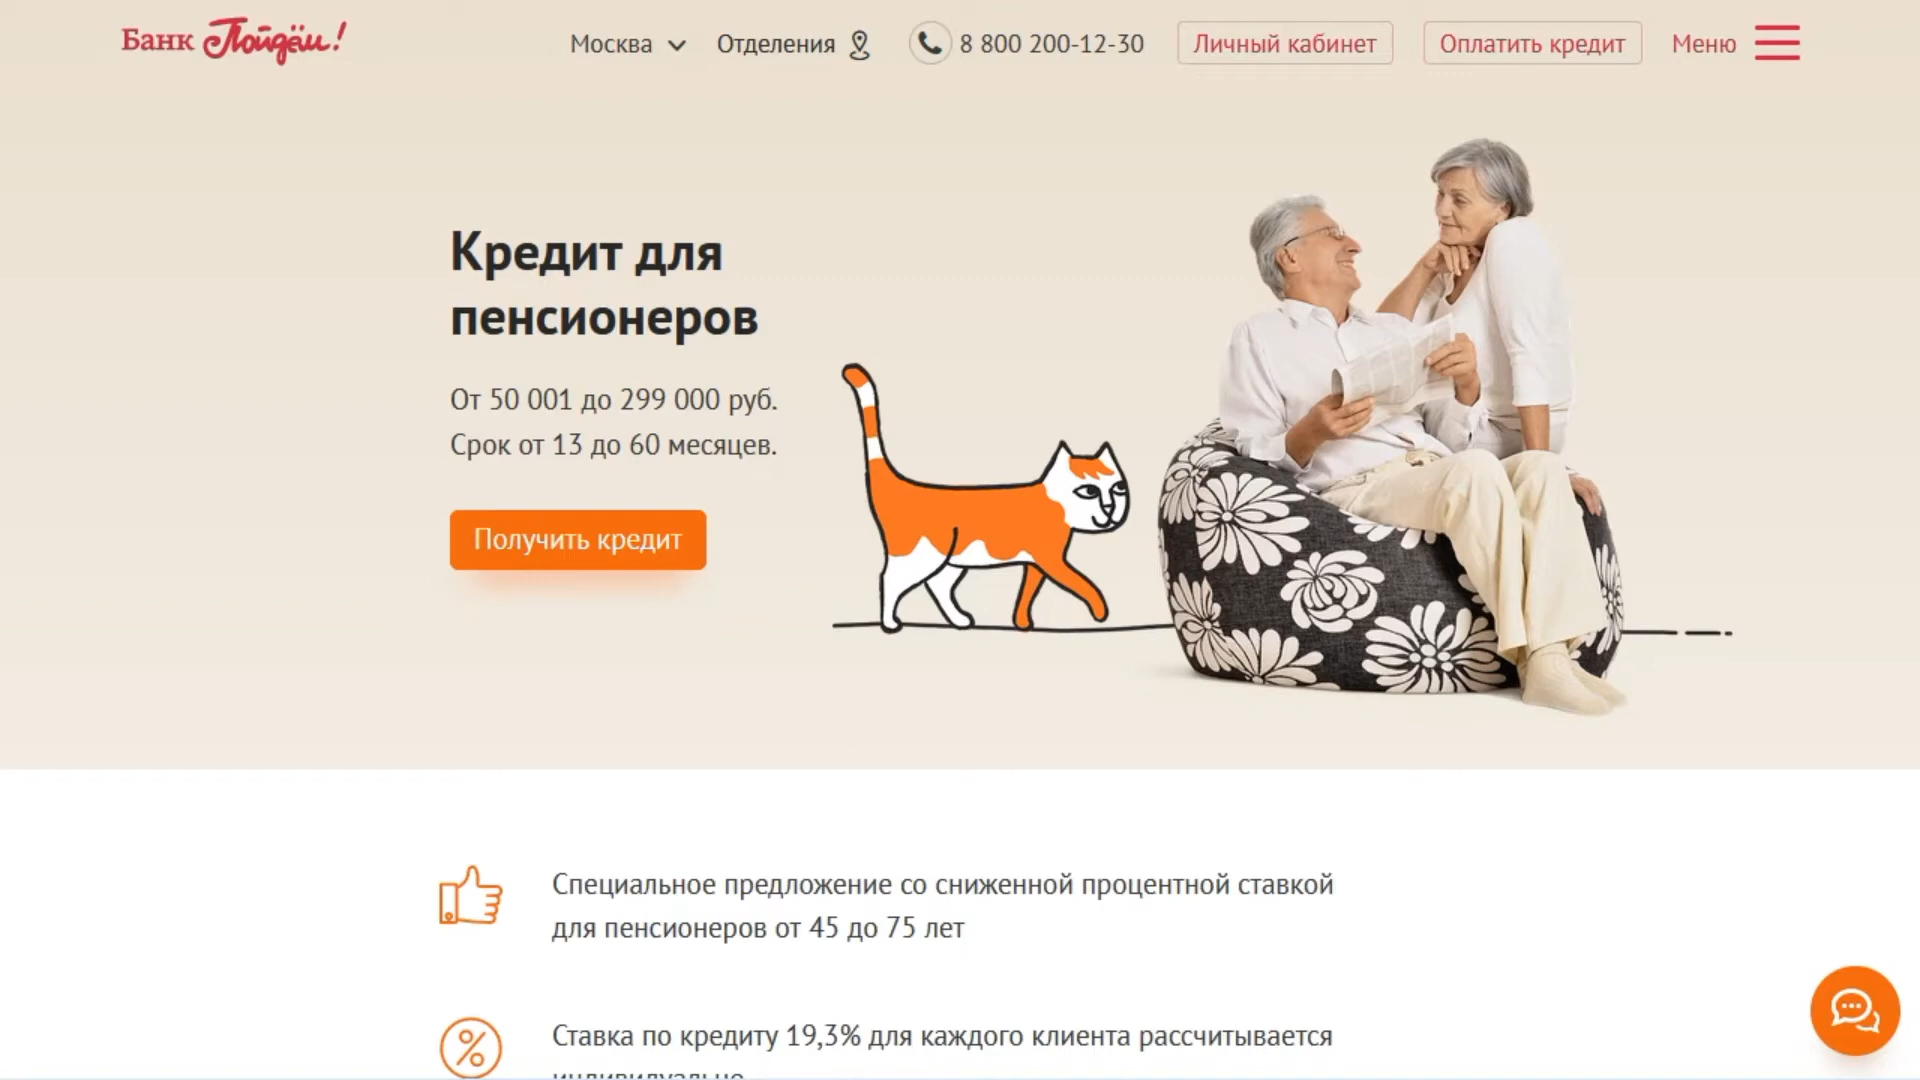 Банк Пойдём!
Москва
Отделения
8 800 200-12-30
Личный кабинет
Оплатить кредит
Меню
Кредит для
пенсионеров
От 50 001 до 299 000 руб.
Срок от 13 до 60 месяцев.
Получить кредит
Специальное предложение со сниженной процентной ставкой
для пенсионеров от 45 до 75 лет
Ставка по кредиту 19,3% для каждого клиента рассчитывается
индивидуально